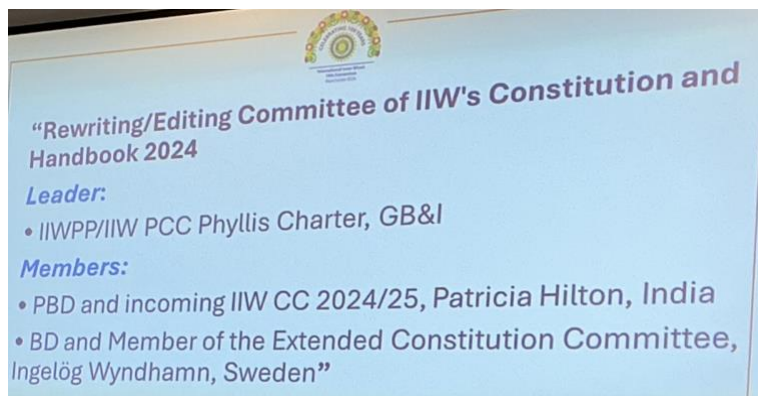 “Rewriting/Editing Committee of IIW's Constitution and
Handbook 2024
Leader:
• IIWPP/IIW PCC Phyllis Charter, GB&I
Members:
• PBD and incoming IIW CC 2024/25, Patricia Hilton, India
• BD and Member of the Extended Constitution Committee,
Ingelög Wyndhamn, Sweden”